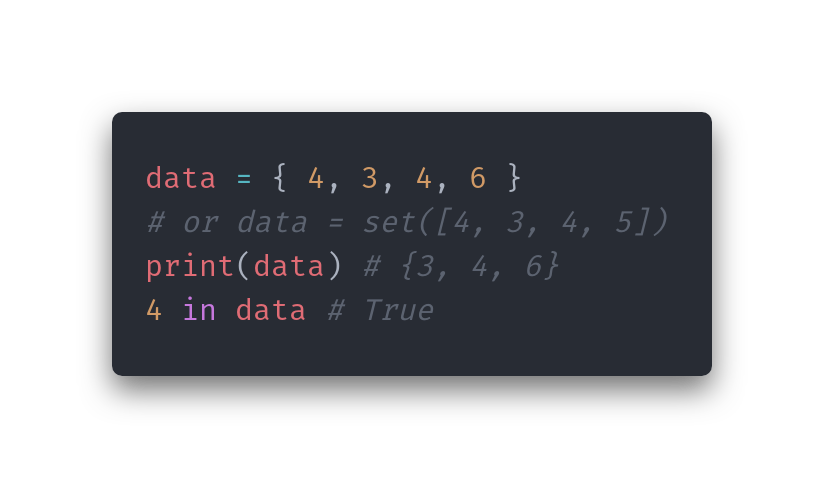 data = { 4, 3, 4, 6 }
# or data = set([4, 3, 4, 5])
print(data) # {3, 4, 6}
4 in data # True